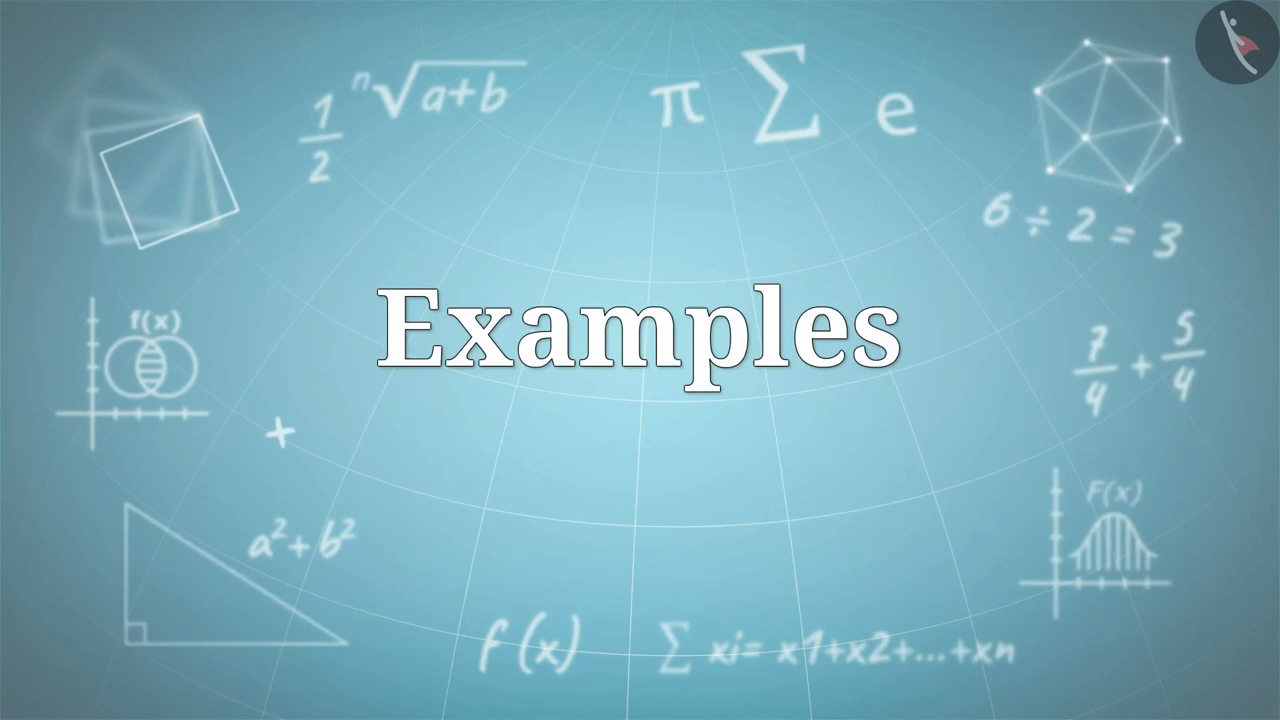 1/2 ⁿ√a+b π ∑ e
6 ÷ 2 = 3
Examples
f(x)
7/4 + 5/4
+
F(x)
a²+b²
f(x) ∑ xi= x1+x2+...+xn